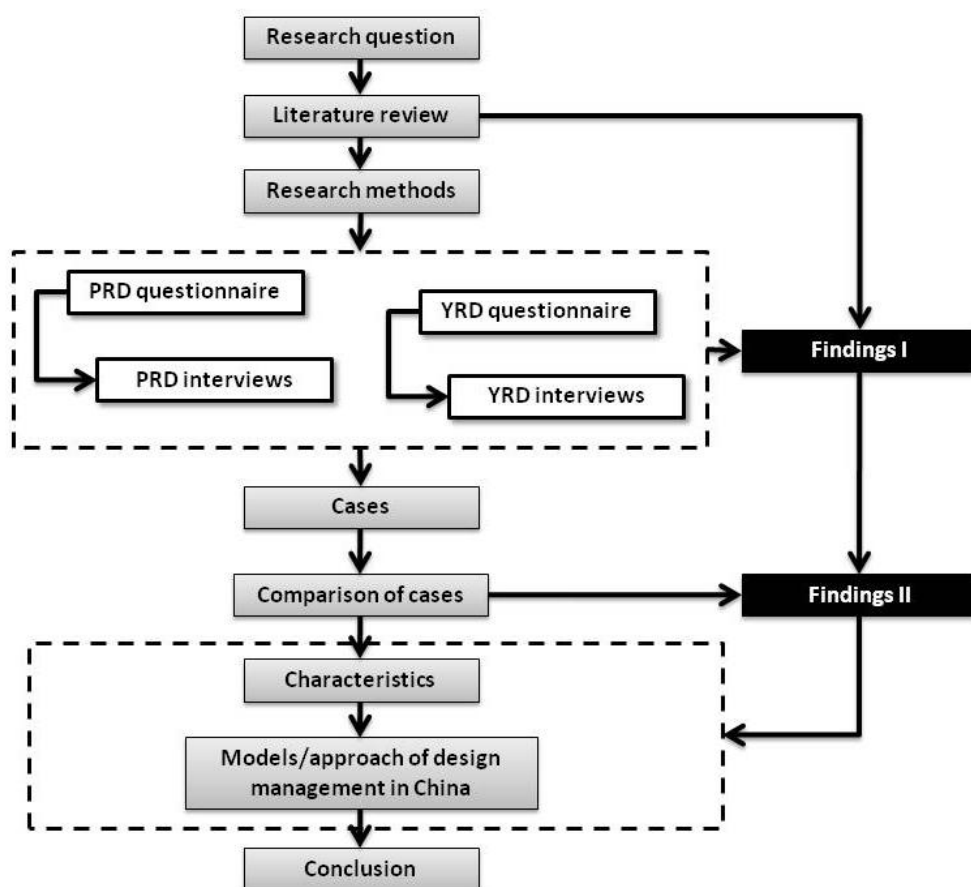 Research question
Literature review
Research methods
PRD questionnaire
YRD questionnaire
PRD interviews
YRD interviews
Findings I
Cases
Comparison of cases
Findings II
Characteristics
Models/approach of design
management in China
Conclusion